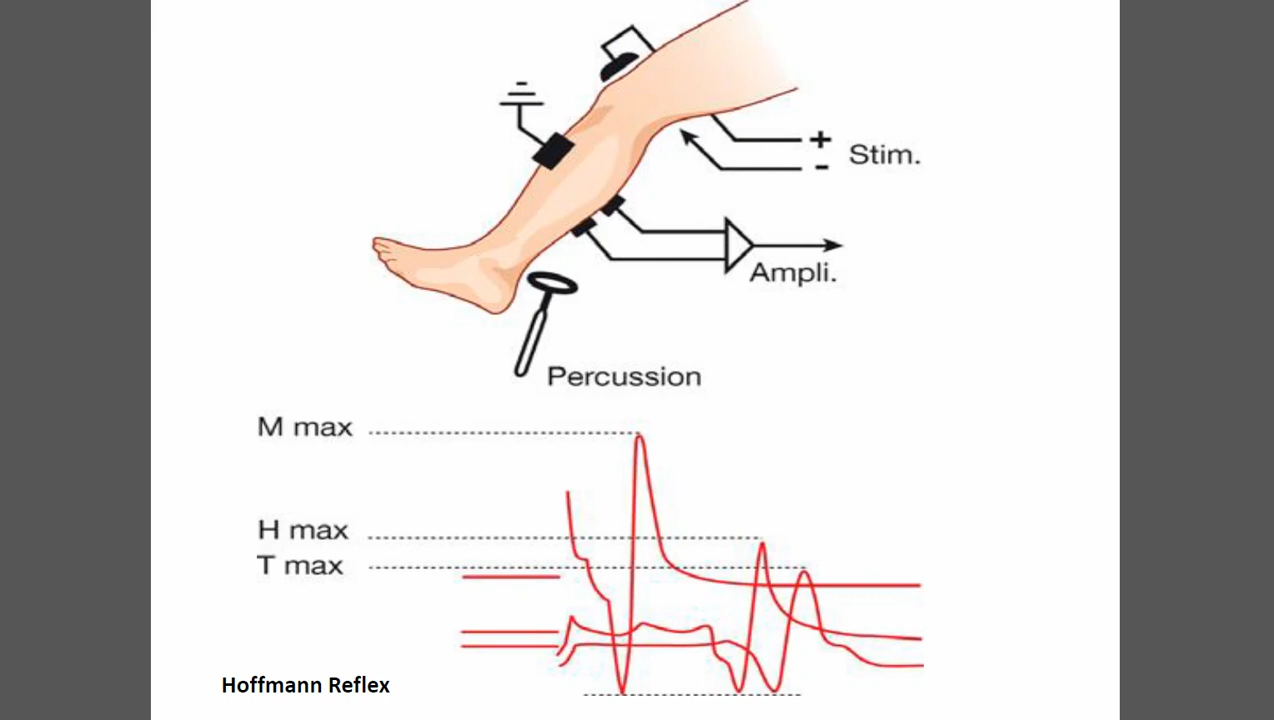 +
Stim.
-
Ampli.
Percussion
M max
H max
T max
Hoffmann Reflex